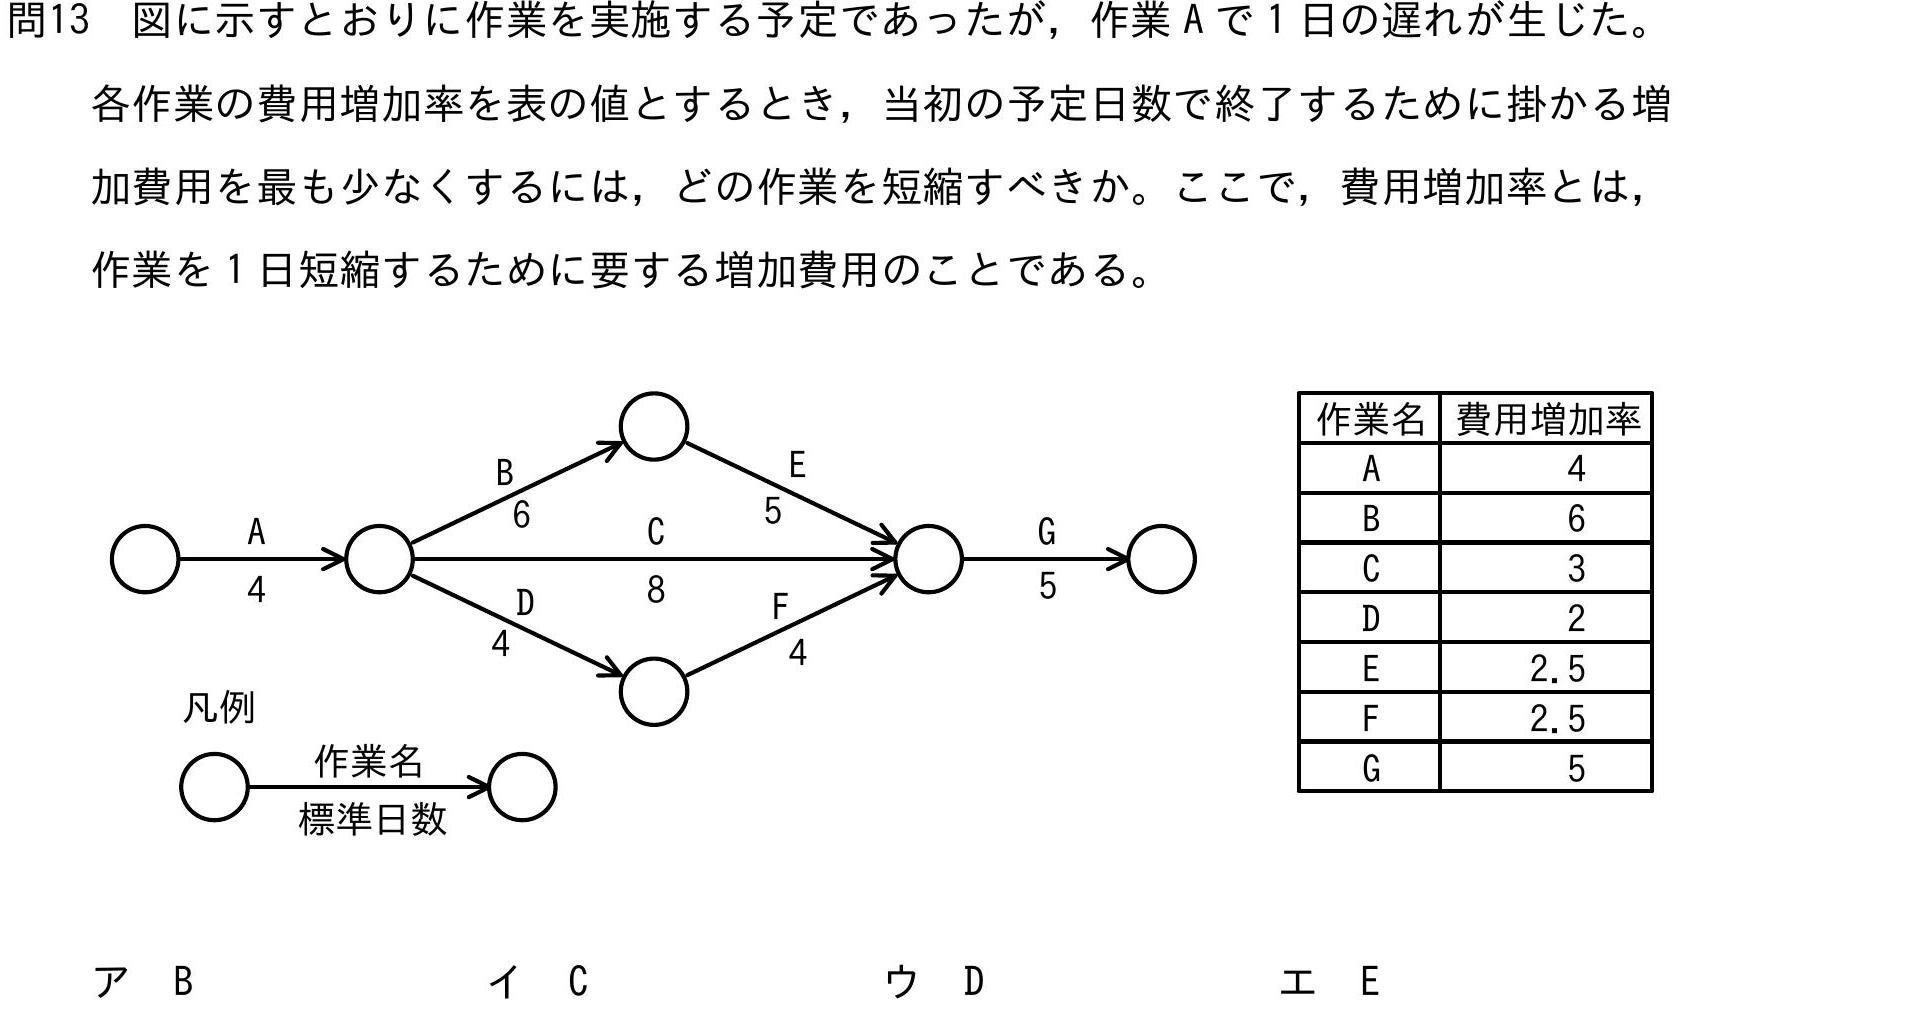 問13 図に示すとおりに作業を実施する予定であったが，作業 A で 1 日の遅れが生じた。
各作業の費用増加率を表の値とするとき，当初の予定日数で終了するために掛かる増
加費用を最も少なくするには，どの作業を短縮すべきか。ここで，費用増加率とは，
作業を 1 日短縮するために要する増加費用のことである。
A
4
B
6
E
5
C
8
D
4
F
4
G
5
凡例
作業名
標準日数
作業名 費用増加率
A 4
B 6
C 3
D 2
E 2.5
F 2.5
G 5
ア B イ C ウ D エ E